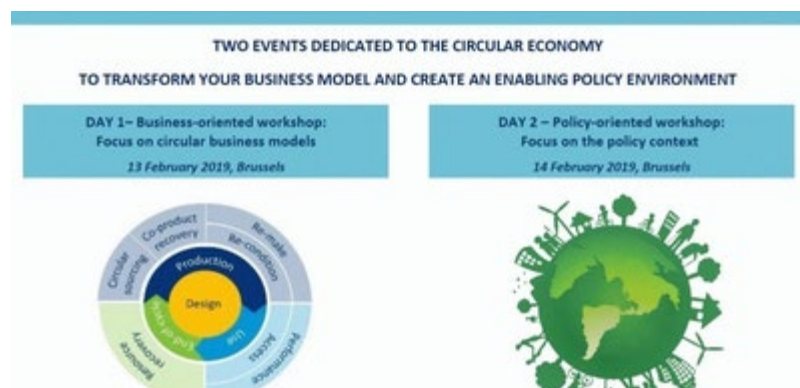 TWO EVENTS DEDICATED TO THE CIRCULAR ECONOMY
TO TRANSFORM YOUR BUSINESS MODEL AND CREATE AN ENABLING POLICY ENVIRONMENT
DAY 1– Business-oriented workshop:
Focus on circular business models
13 February 2019, Brussels
DAY 2 – Policy-oriented workshop:
Focus on the policy context
14 February 2019, Brussels
Circular
sourcing
Co-product
recovery
Re-make
Re-condition
Production
Design
End of cycle
Use
Access
Performance
Resource
recovery